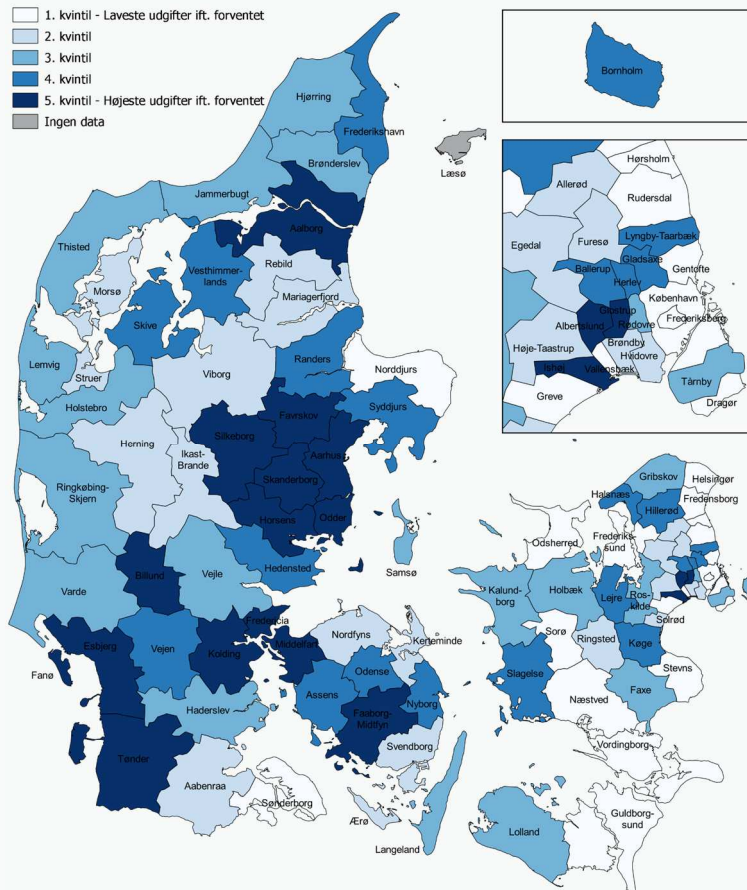 1. kvintil - Laveste udgifter ift. forventet
2. kvintil
3. kvintil
4. kvintil
5. kvintil - Højeste udgifter ift. forventet
Ingen data
Hjørring
Frederikshavn
Brønderslev
Læsø
Jammerbugt
Aalborg
Thisted
Vesthimmer-
lands
Rebild
Morsø
Mariagerfjord
Skive
Lemvig
Struer
Viborg
Randers
Norddjurs
Holstebro
Favrskov
Syddjurs
Silkeborg
Herning
Ikast-
Brande
Aarhus
Skanderborg
Ringkøbing-
Skjern
Horsens
Odder
Samsø
Hedensted
Billund
Vejle
Varde
Fredericia
Esbjerg
Vejen
Kolding
Middelfart
Nordfyns
Kerteminde
Fanø
Odense
Assens
Nyborg
Haderslev
Faaborg-
Midtfyn
Svendborg
Tønder
Aabenraa
Sønderborg
Ærø
Langeland
Bornholm
Hørsholm
Allerød
Rudersdal
Egedal
Furesø
Lyngby-Taarbæk
Gladsaxe
Ballerup
Gentofte
Herlev
København
Glostrup
Frederiksberg
Albertslund
Rødovre
Høje-Taastrup
Brøndby
Hvidovre
Ishøj
Vallensbæk
Tårnby
Greve
Dragør
Gribskov
Helsingør
Halsnæs
Fredensborg
Hillerød
Odsherred
Frederiks-
sund
Kalund-
borg
Holbæk
Lejre
Ros-
kilde
Solrød
Sorø
Ringsted
Køge
Stevns
Slagelse
Næstved
Faxe
Vordingborg
Guldborg-
sund
Lolland